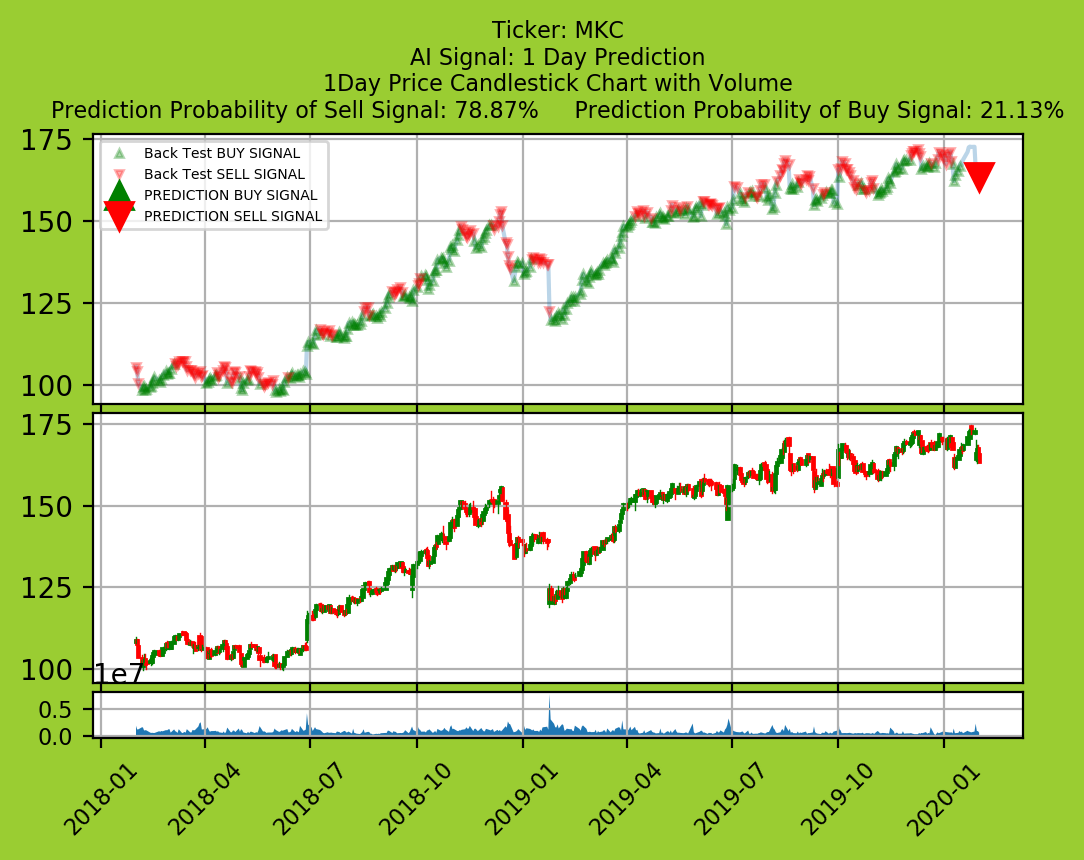 Ticker: MKC
AI Signal: 1 Day Prediction
1Day Price Candlestick Chart with Volume
Prediction Probability of Sell Signal: 78.87%     Prediction Probability of Buy Signal: 21.13%
175
150
125
100
Back Test BUY SIGNAL
Back Test SELL SIGNAL
PREDICTION BUY SIGNAL
PREDICTION SELL SIGNAL
175
150
125
100
1e7
0.5
0.0
2018-01
2018-04
2018-07
2018-10
2019-01
2019-04
2019-07
2019-10
2020-01